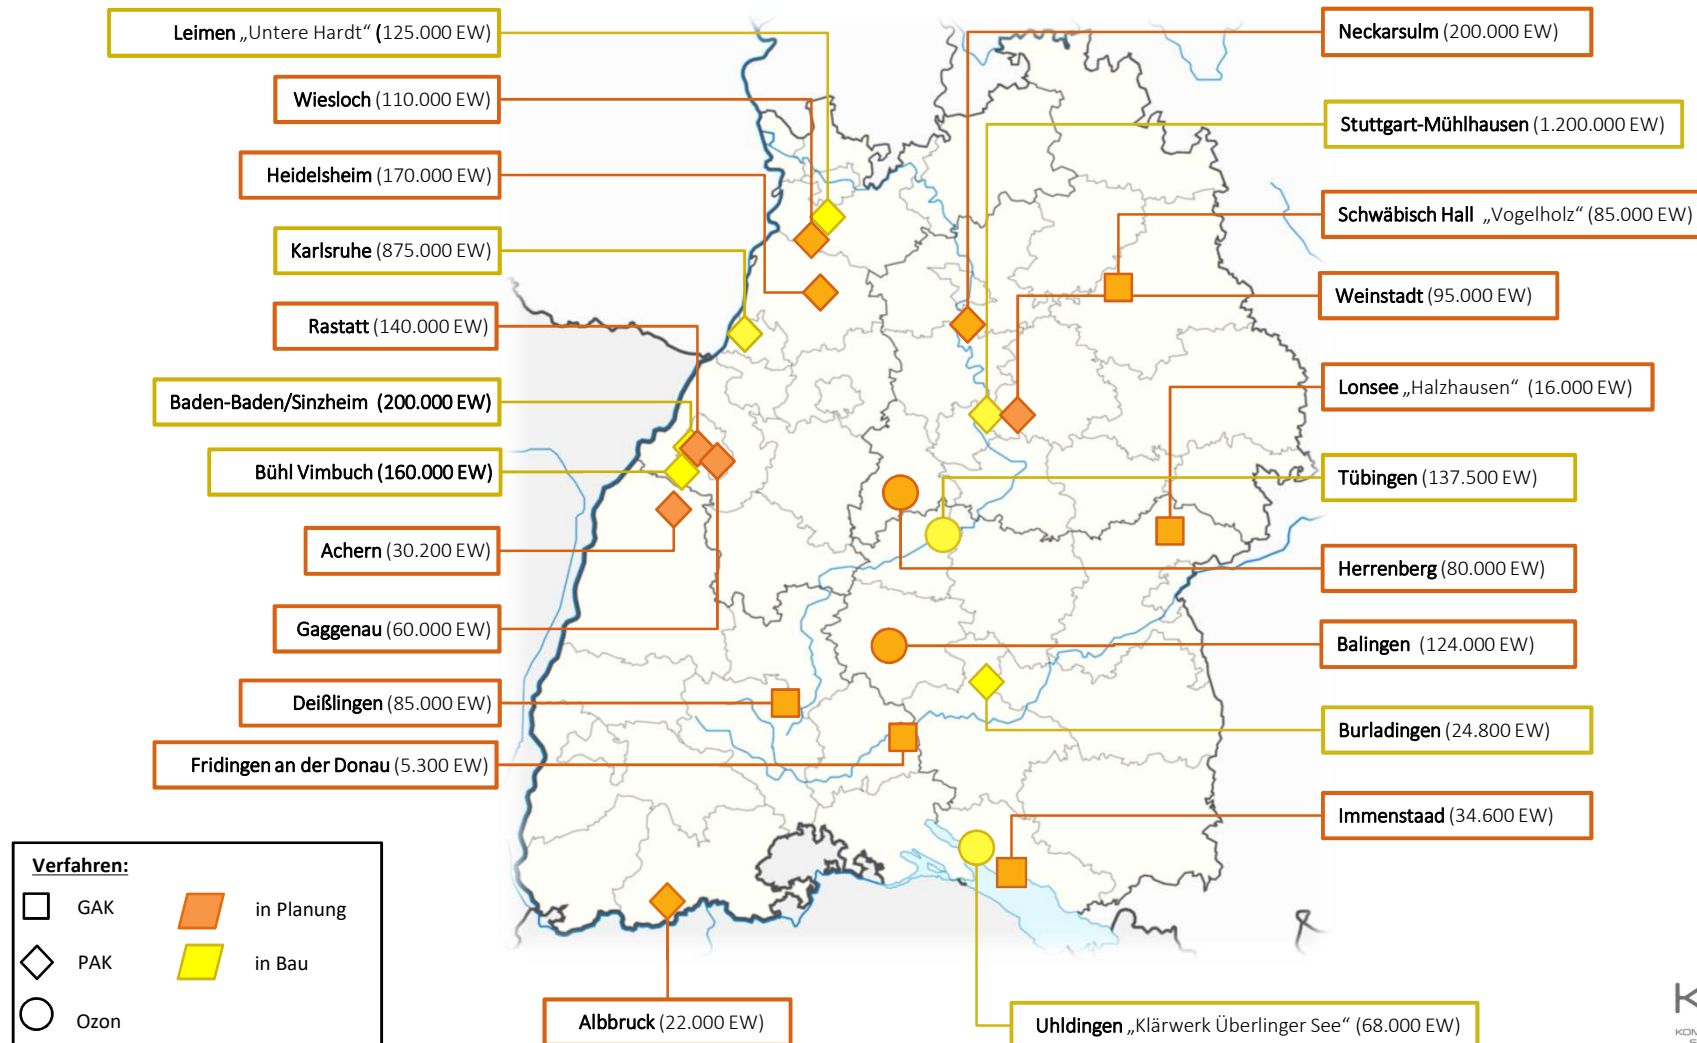 Leimen „Untere Hardt“ (125.000 EW)
Wiesloch (110.000 EW)
Heidelsheim (170.000 EW)
Karlsruhe (875.000 EW)
Rastatt (140.000 EW)
Baden-Baden/Sinzheim (200.000 EW)
Bühl Vimbuch (160.000 EW)
Achern (30.200 EW)
Gaggenau (60.000 EW)
Deißlingen (85.000 EW)
Fridingen an der Donau (5.300 EW)
Neckarsulm (200.000 EW)
Stuttgart-Mühlhausen (1.200.000 EW)
Schwäbisch Hall „Vogelholz“ (85.000 EW)
Weinstadt (95.000 EW)
Lonsee „Halzhausen“ (16.000 EW)
Tübingen (137.500 EW)
Herrenberg (80.000 EW)
Balingen (124.000 EW)
Burladingen (24.800 EW)
Immenstaad (34.600 EW)
Albbruck (22.000 EW)
Uhldingen „Klärwerk Überlinger See“ (68.000 EW)
Verfahren:
GAK in Planung
PAK in Bau
Ozon